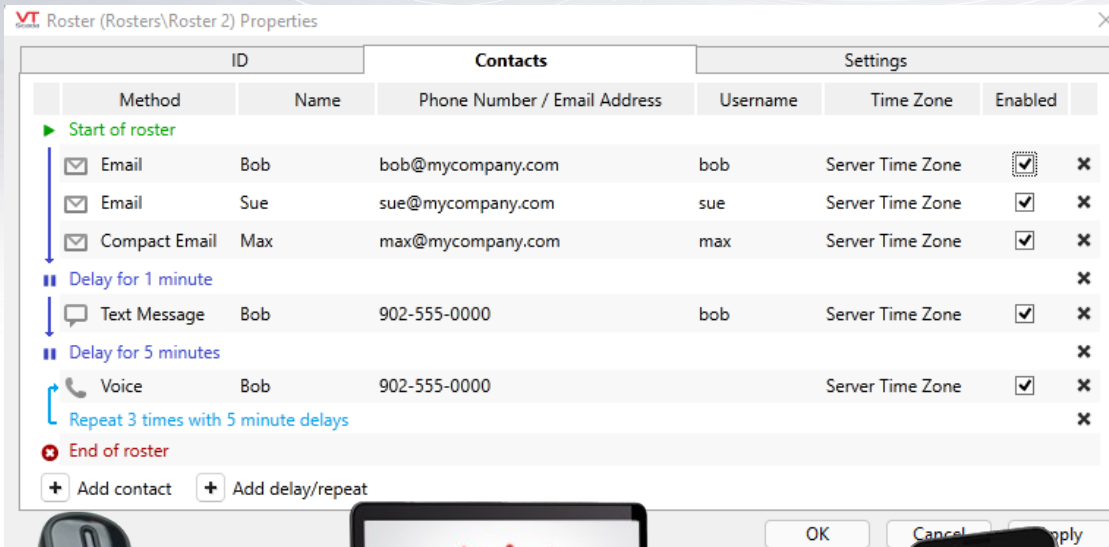 VT Scada Roster (Rosters\Roster 2) Properties
ID Contacts Settings
Method Name Phone Number / Email Address Username Time Zone Enabled
Start of roster
Email Bob bob@mycompany.com bob Server Time Zone
Email Sue sue@mycompany.com sue Server Time Zone
Compact Email Max max@mycompany.com max Server Time Zone
Delay for 1 minute
Text Message Bob 902-555-0000 bob Server Time Zone
Delay for 5 minutes
Voice Bob 902-555-0000 Server Time Zone
Repeat 3 times with 5 minute delays
End of roster
+ Add contact + Add delay/repeat
OK Cancel Apply